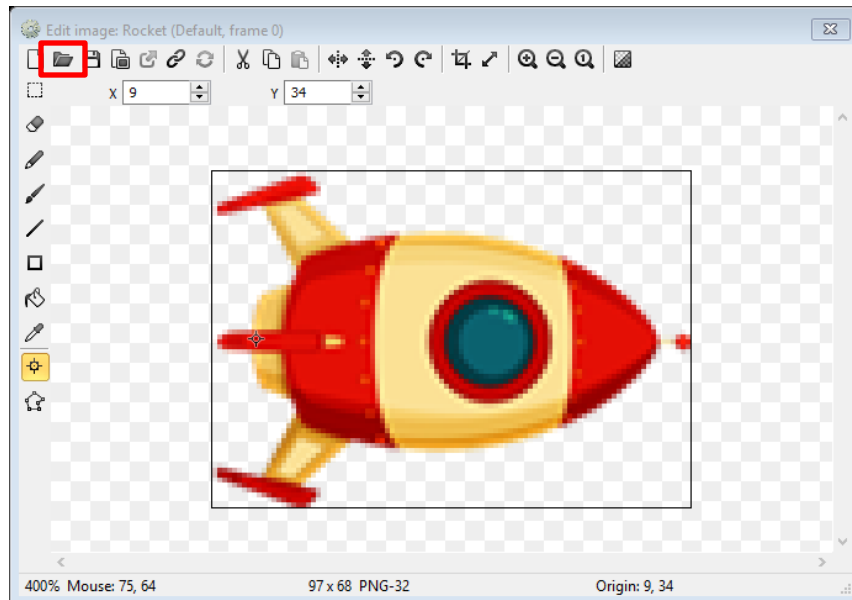 Edit image: Rocket (Default, frame 0)
X 9 Y 34
400% Mouse: 75, 64 97 x 68 PNG-32 Origin: 9, 34